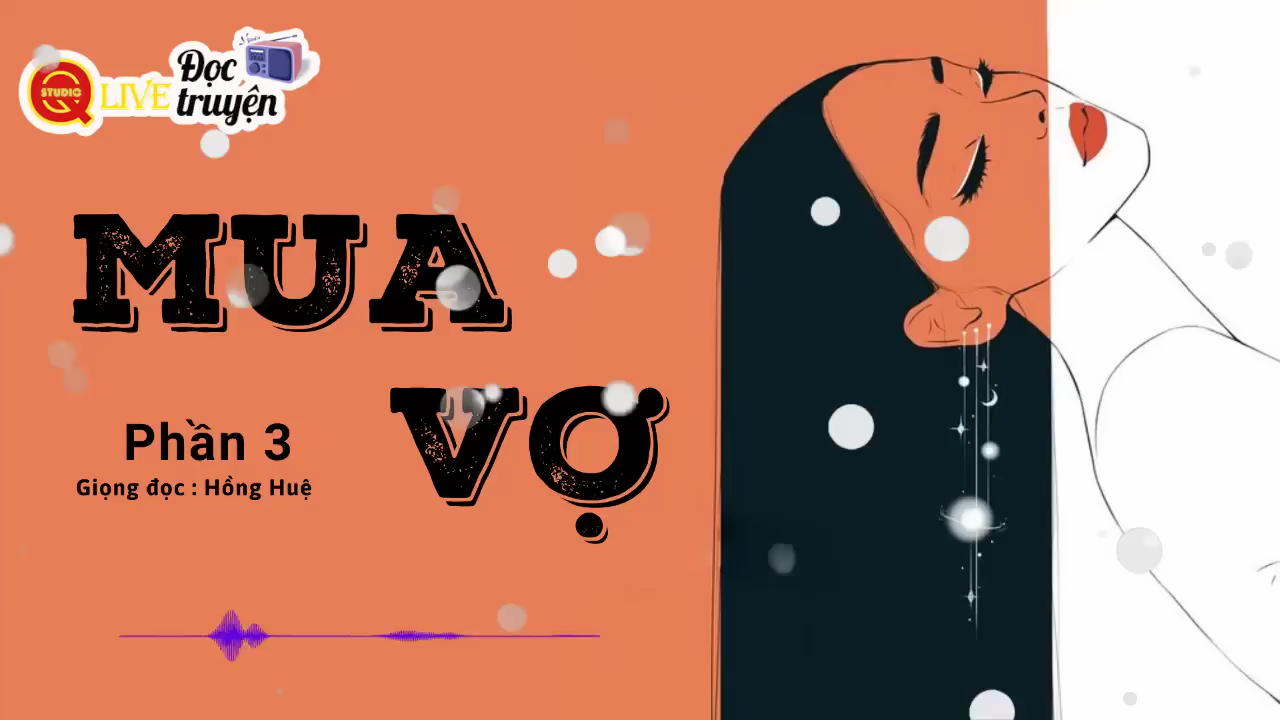 STUDIO
LIVE
Đọc
truyện
MUA
VỢ
Phần 3
Giọng đọc : Hồng Huệ